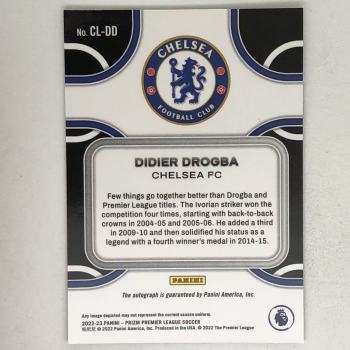 No. CL-DD
CHELSEA
FOOTBALL CLUB
DIDIER DROGBA
CHELSEA FC
Few things go together better than Drogba and
Premier League titles. The Ivorian striker won the
competition four times, starting with back-to-back
crowns in 2004-05 and 2005-06. He added a third
in 2009-10 and then solidified his status as a
legend with a fourth winner's medal in 2014-15.
PANINI
The autograph is guaranteed by Panini America, Inc.
Any image depicted may not represent the current season uniform.
2022-23 PANINI – PRIZM PREMIER LEAGUE SOCCER
© 2022 Panini America, Inc. Produced in the USA. © 2022 The Premier League